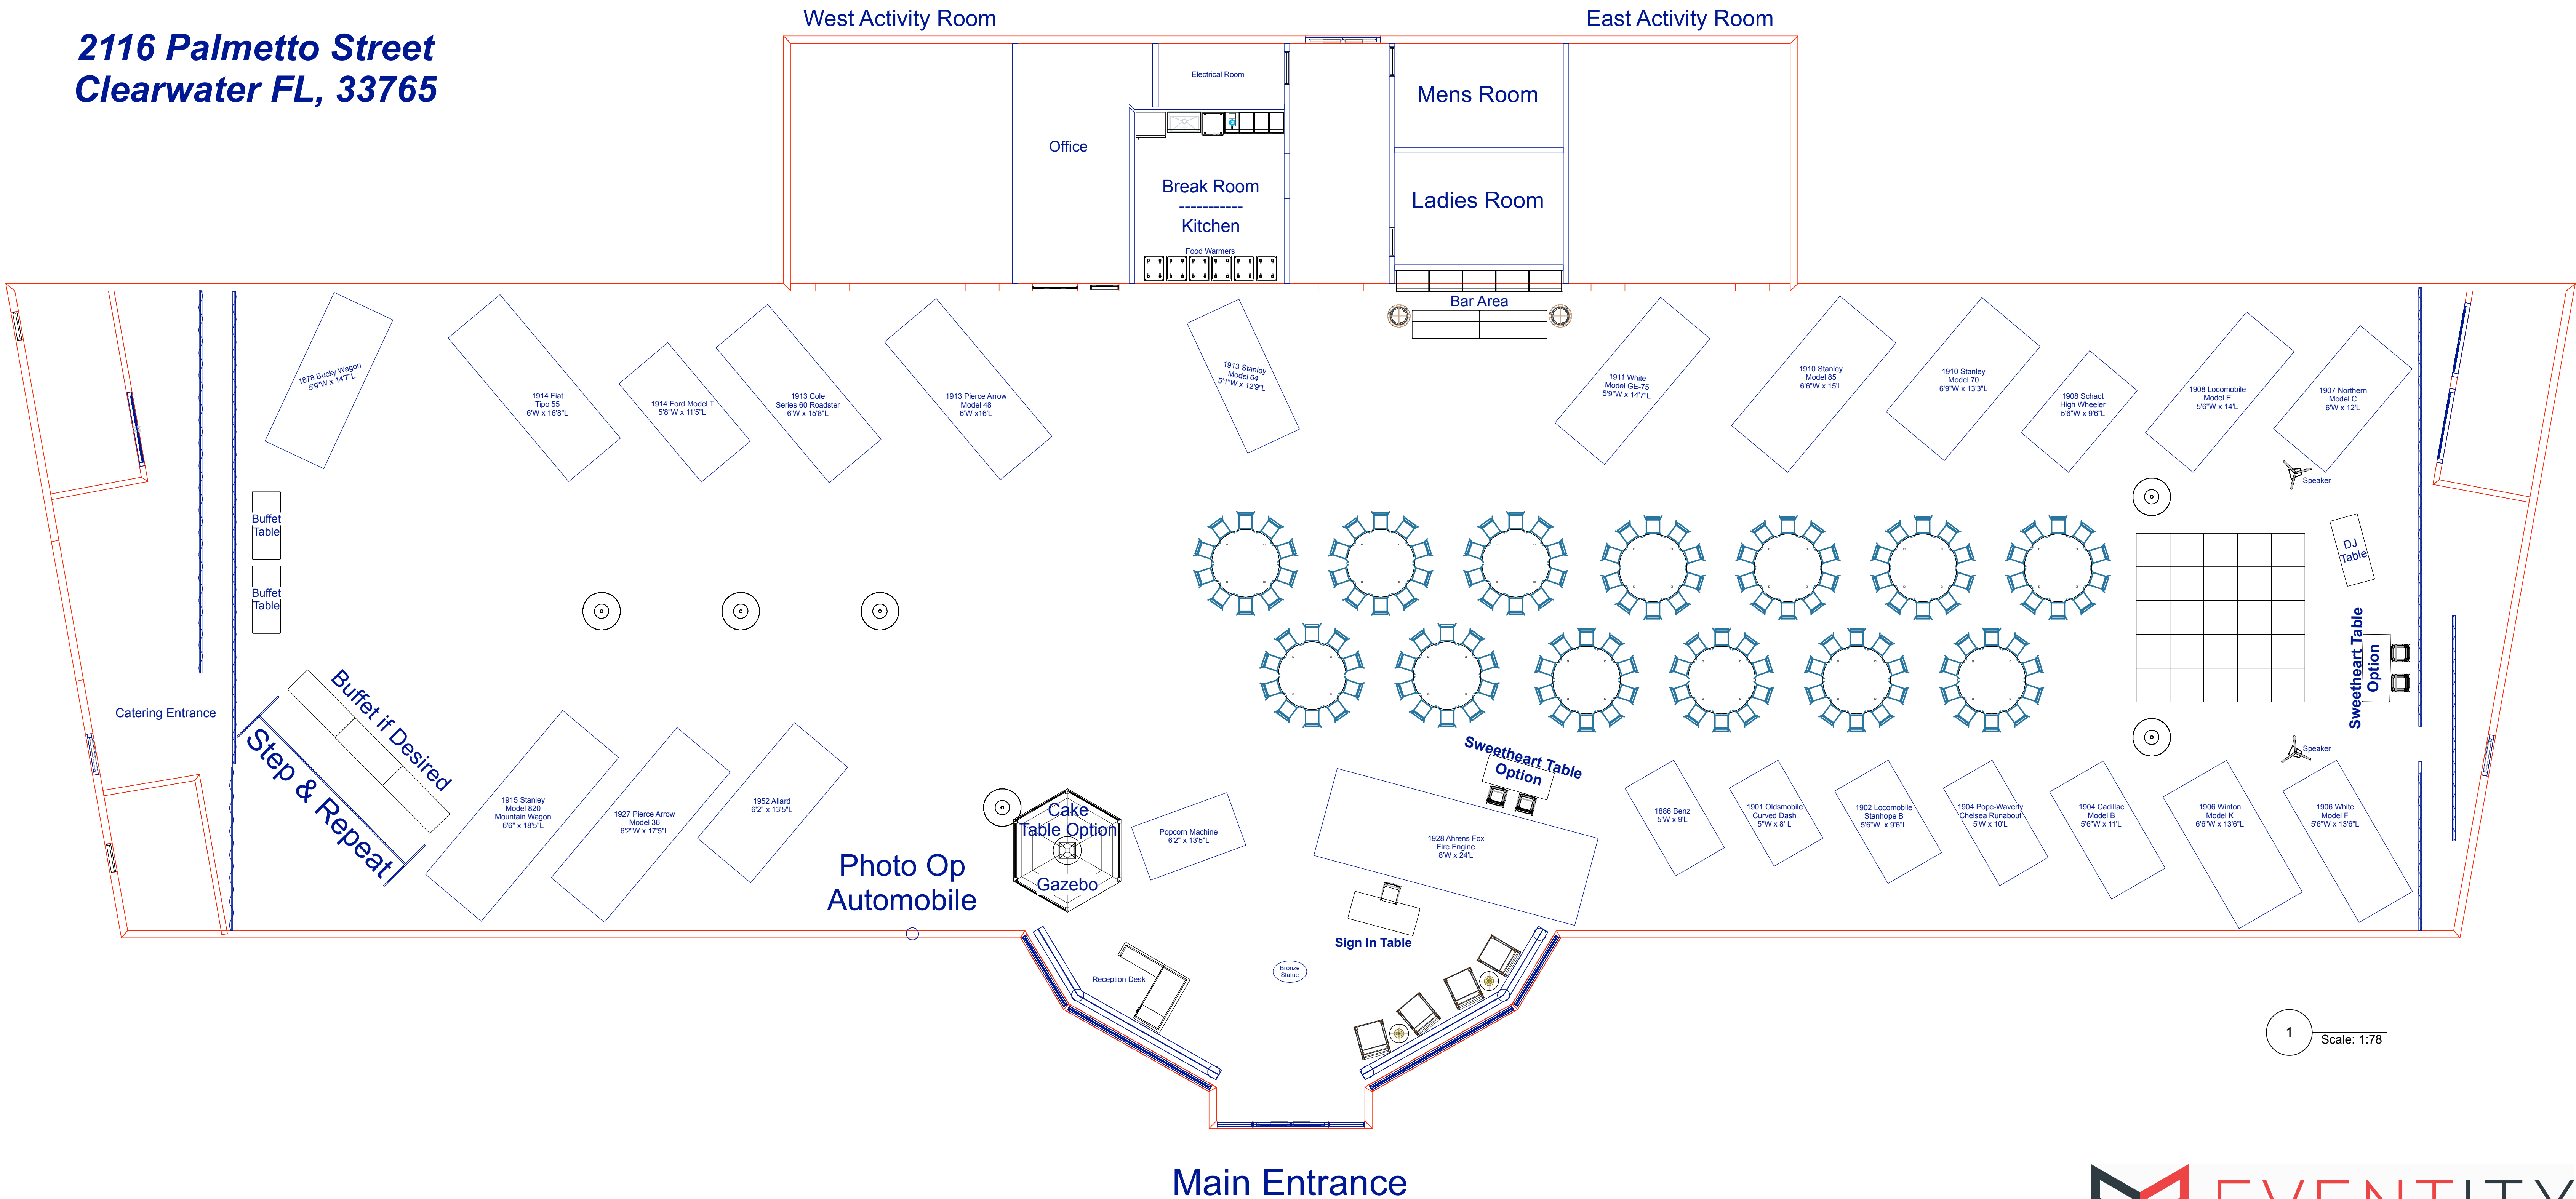 West Activity Room
East Activity Room
2116 Palmetto Street
Clearwater FL, 33765
Electrical Room
Mens Room
Office
Break Room
-----------
Kitchen
Ladies Room
Food Warmers
Bar Area
1878 Bucky Wagon
5'9"W x 14'7"L
1914 Fiat
Tipo 55
6'W x 16'8"L
1914 Ford Model T
5'8"W x 11'5"L
1913 Cole
Series 60 Roadster
6'W x 15'8"L
1913 Pierce Arrow
Model 48
6'W x16'L
1913 Stanley
Model 64
5'1"W x 12'9"L
1911 White
Model GE-75
5'9"W x 14'7"L
1910 Stanley
Model 85
6'6"W x 15'L
1910 Stanley
Model 70
6'9"W x 13'3"L
1908 Schact
High Wheeler
5'6"W x 9'6"L
1908 Locomobile
Model E
5'6"W x 14'L
1907 Northern
Model C
6'W x 12'L
Speaker
Buffet
Table
DJ
Table
Buffet
Table
Sweetheart Table
Option
Catering Entrance
Buffet if Desired
Step & Repeat
Sweetheart Table
Option
Speaker
1915 Stanley
Model 820
Mountain Wagon
6'6" x 18'5"L
1927 Pierce Arrow
Model 36
6'2"W x 17'5"L
1952 Allard
6'2" x 13'5"L
Cake
Table Option
Gazebo
Popcorn Machine
6'2" x 13'5"L
1928 Ahrens Fox
Fire Engine
8'W x 24'L
1886 Benz
5'W x 9'L
1901 Oldsmobile
Curved Dash
5"W x 8' L
1902 Locomobile
Stanhope B
5'6"W x 9'6"L
1904 Pope-Waverly
Chelsea Runabout
5'W x 10'L
1904 Cadillac
Model B
5'6"W x 11'L
1906 Winton
Model K
6'6"W x 13'6"L
1906 White
Model F
5'6"W x 13'6"L
Photo Op
Automobile
Sign In Table
Reception Desk
Bronze
Statue
1
Scale: 1:78
Main Entrance
EVENTITY